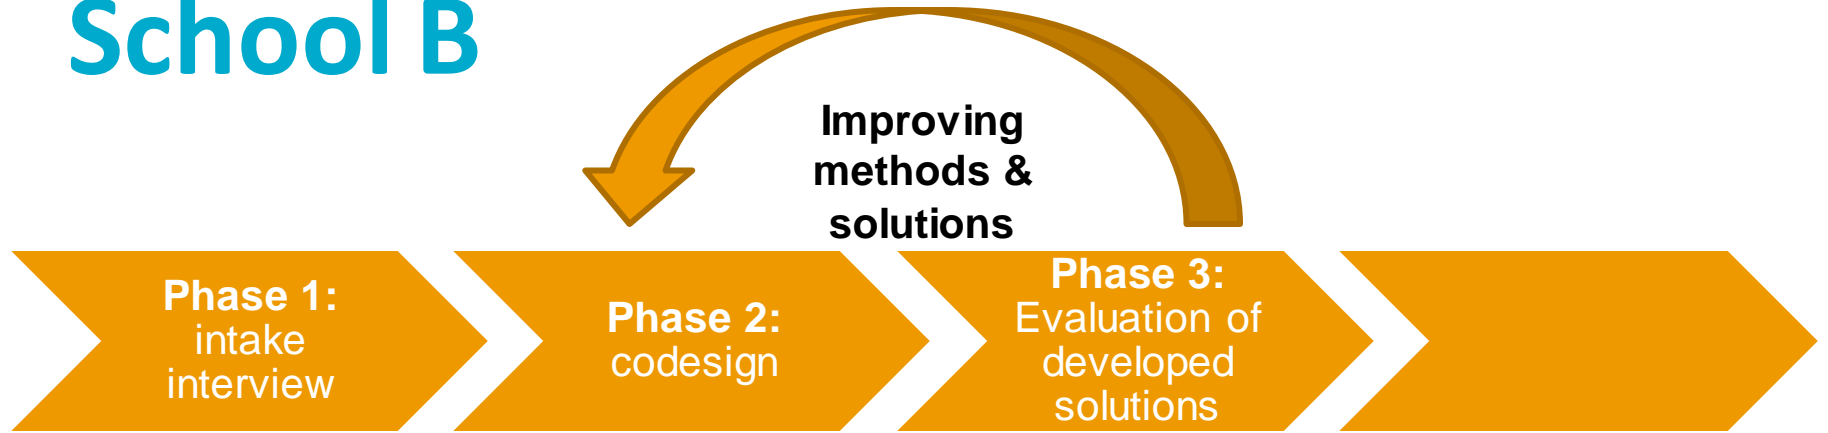 School B
Improving
methods &
solutions
Phase 1:
intake
interview
Phase 2:
codesign
Phase 3:
Evaluation of
developed
solutions